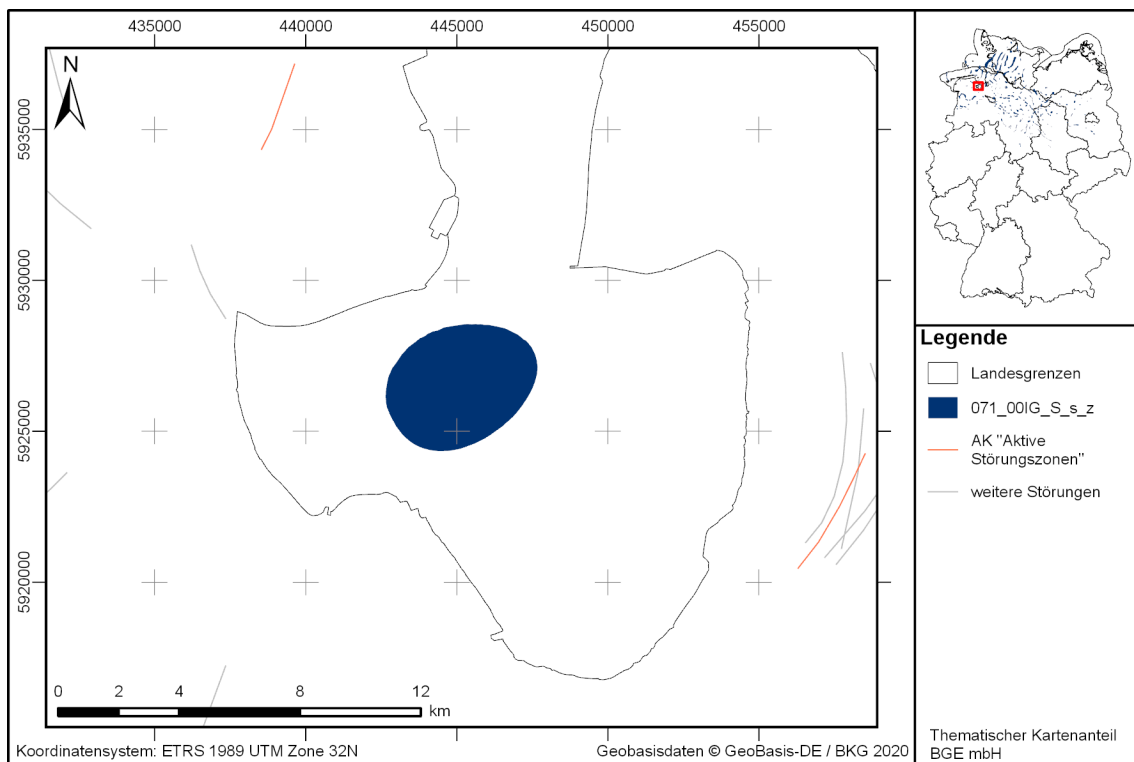 435000 440000 445000 450000 455000
N
5935000
5930000
5925000
5920000
0 2 4 8 12
km
Koordinatensystem: ETRS 1989 UTM Zone 32N
Geobasisdaten © GeoBasis-DE / BKG 2020
Legende
Landesgrenzen
071_00IG_S_s_z
AK "Aktive
Störungszonen"
weitere Störungen
Thematischer Kartenanteil
BGE mbH